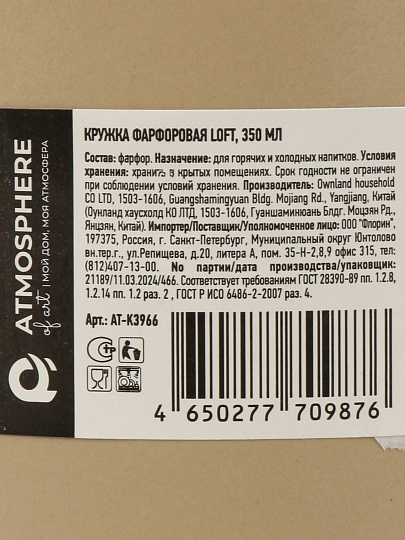 КРУЖКА ФАРФОРОВАЯ LOFT, 350 МЛ
Состав: фарфор. Назначение: для горячих и холодных напитков. Условия
хранения: хранить в крытых помещениях. Срок годности не ограничен
при соблюдении условий хранения. Производитель: Ownland household
CO LTD, 1503-1606, Guangshamingyuan Bldg. Mojiang Rd., Yangjiang, Китай
(Оунланд хаусхолд КО ЛТД, 1503-1606, Гуаншаминюань Блдг. Моцзян Рд.,
Янцзян, Китай). Импортер/Поставщик/Уполномоченное лицо: ООО "Флорин",
197375, Россия, г. Санкт-Петербург, Муниципальный округ Юнтолово
вн.тер.г., ул.Репищева, д.20, литера А, пом. 35-Н-2,8,9 офис 315, тел:
(812)407-13-00. No партии/дата производства/упаковщик:
21189/11.03.2024/466. Соответствует требованиям ГОСТ 28390-89 пп. 1.2.8,
1.2.14 пп. 1.2 раз. 2 , ГОСТ Р ИСО 6486-2-2007 раз. 4.
Арт.: AT-K3966
4 650277 709876
ATMOSPHERE
of art
МОЙ ДОМ, МОЯ АТМОСФЕРА